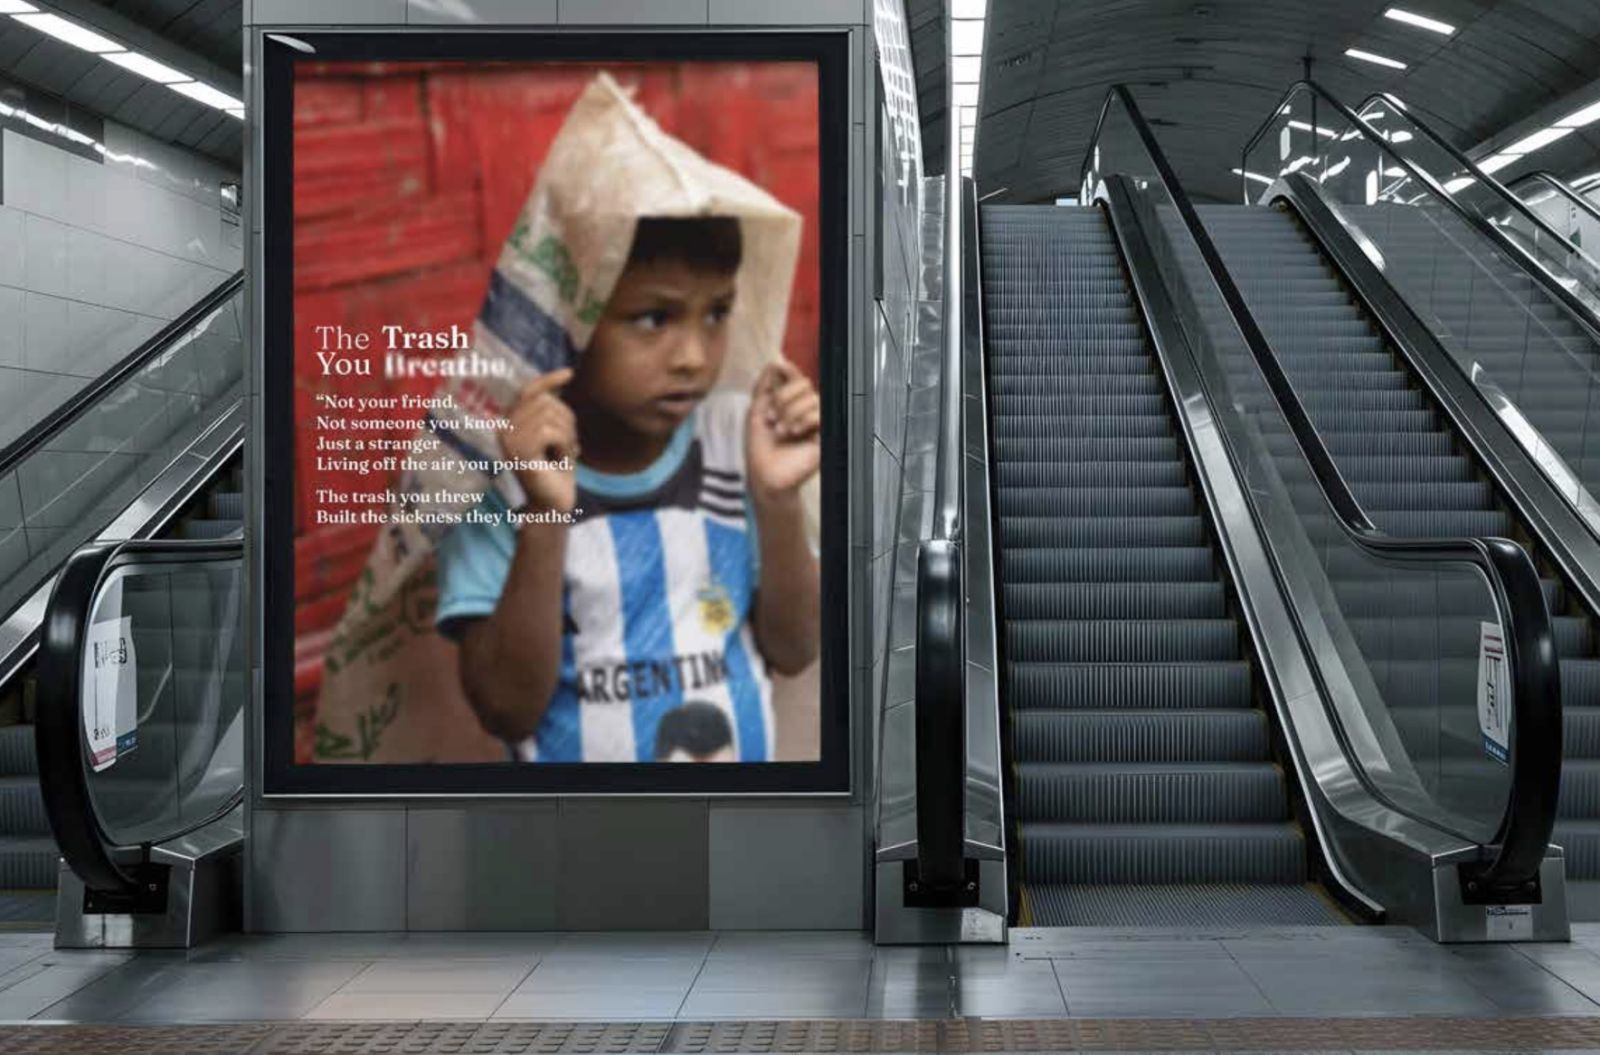 The Trash
You Breathe
“Not your friend,
Not someone you know,
Just a stranger
Living off the air you poisoned.
The trash you threw
Built the sickness they breathe.”
ARGENTINA